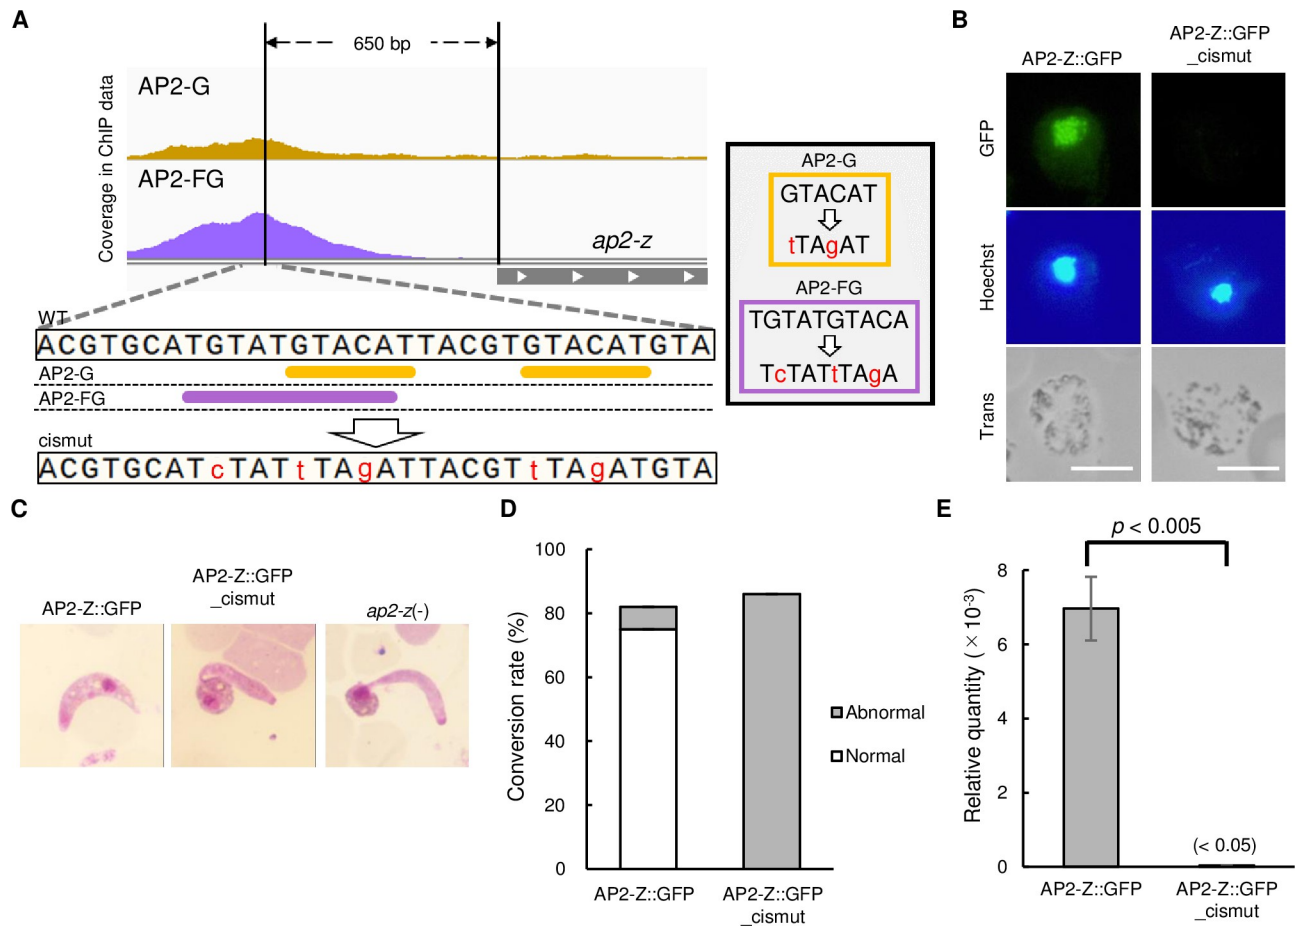 A
650 bp
Coverage in ChIP data
AP2-G
AP2-FG
ap2-z
WT
ACGTGCATGTATGTACATTACGTGTACATGTA
AP2-G
AP2-FG
cismut
ACGTGCATcTATtTAgATTACGTtTAgATGTA
AP2-G
GTACAT
tTAgAT
AP2-FG
TGTATGTACA
TcTATtTAgA
B
AP2-Z::GFP
AP2-Z::GFP
_cismut
GFP
Hoechst
Trans
C
AP2-Z::GFP
AP2-Z::GFP
_cismut
ap2-z(-)
D
Conversion rate (%)
100
80
60
40
20
0
AP2-Z::GFP
AP2-Z::GFP
_cismut
Abnormal
Normal
E
p < 0.005
Relative quantity (×10-3)
8
6
4
2
0
(< 0.05)
AP2-Z::GFP
AP2-Z::GFP
_cismut